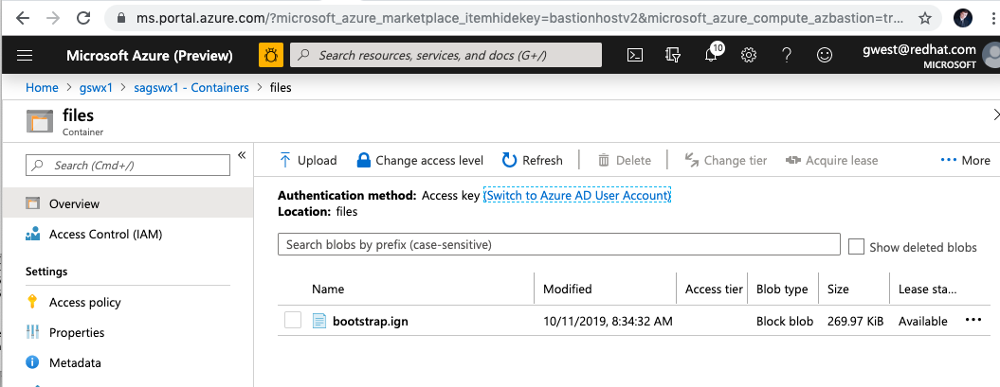 ms.portal.azure.com/?microsoft_azure_marketplace_itemhidekey=bastionhostv2&microsoft_azure_compute_azbastion=tr...
Microsoft Azure (Preview)
Search resources, services, and docs (G+/)
10
gwest@redhat.com
MICROSOFT
Home > gswx1 > sagswx1 - Containers > files
files
Container
Search (Cmd+/)
Overview
Access Control (IAM)
Settings
Access policy
Properties
Metadata
Upload Change access level Refresh Delete Change tier Acquire lease More
Authentication method: Access key (Switch to Azure AD User Account)
Location: files
Search blobs by prefix (case-sensitive)
Show deleted blobs
Name Modified Access tier Blob type Size Lease sta...
bootstrap.ign 10/11/2019, 8:34:32 AM Block blob 269.97 KiB Available